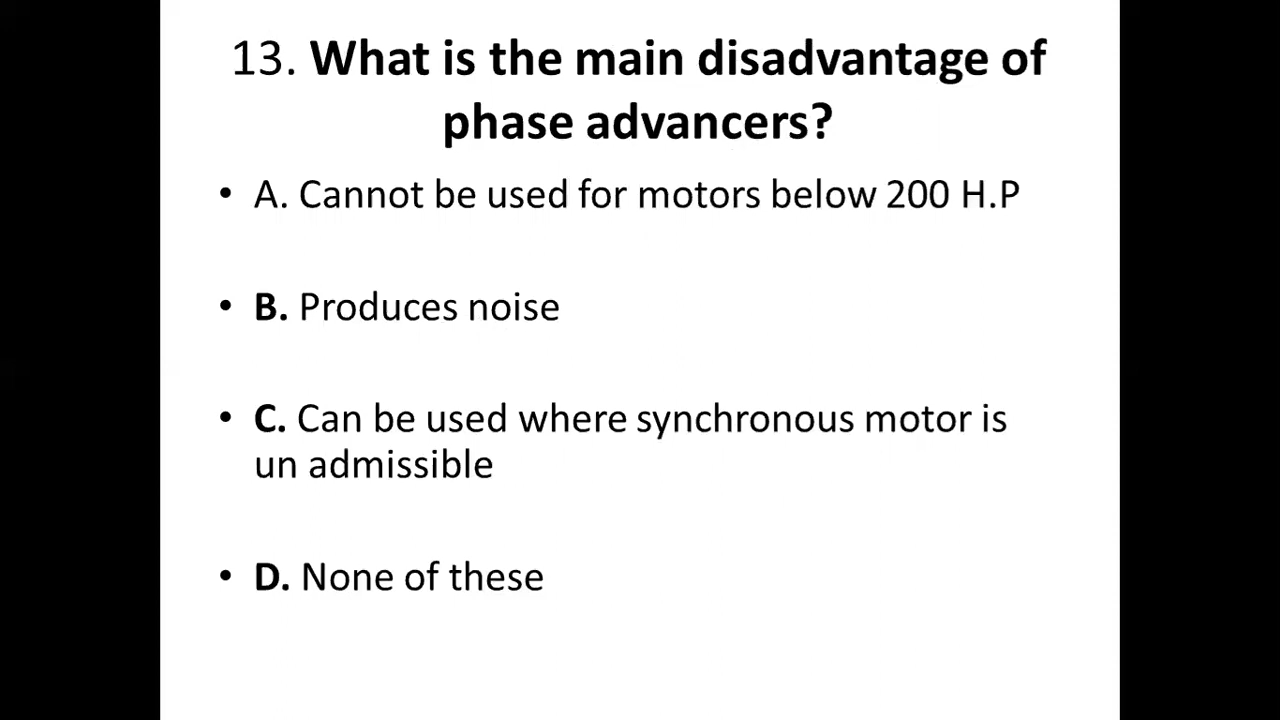 13. What is the main disadvantage of
phase advancers?
• A. Cannot be used for motors below 200 H.P
• B. Produces noise
• C. Can be used where synchronous motor is
un admissible
• D. None of these